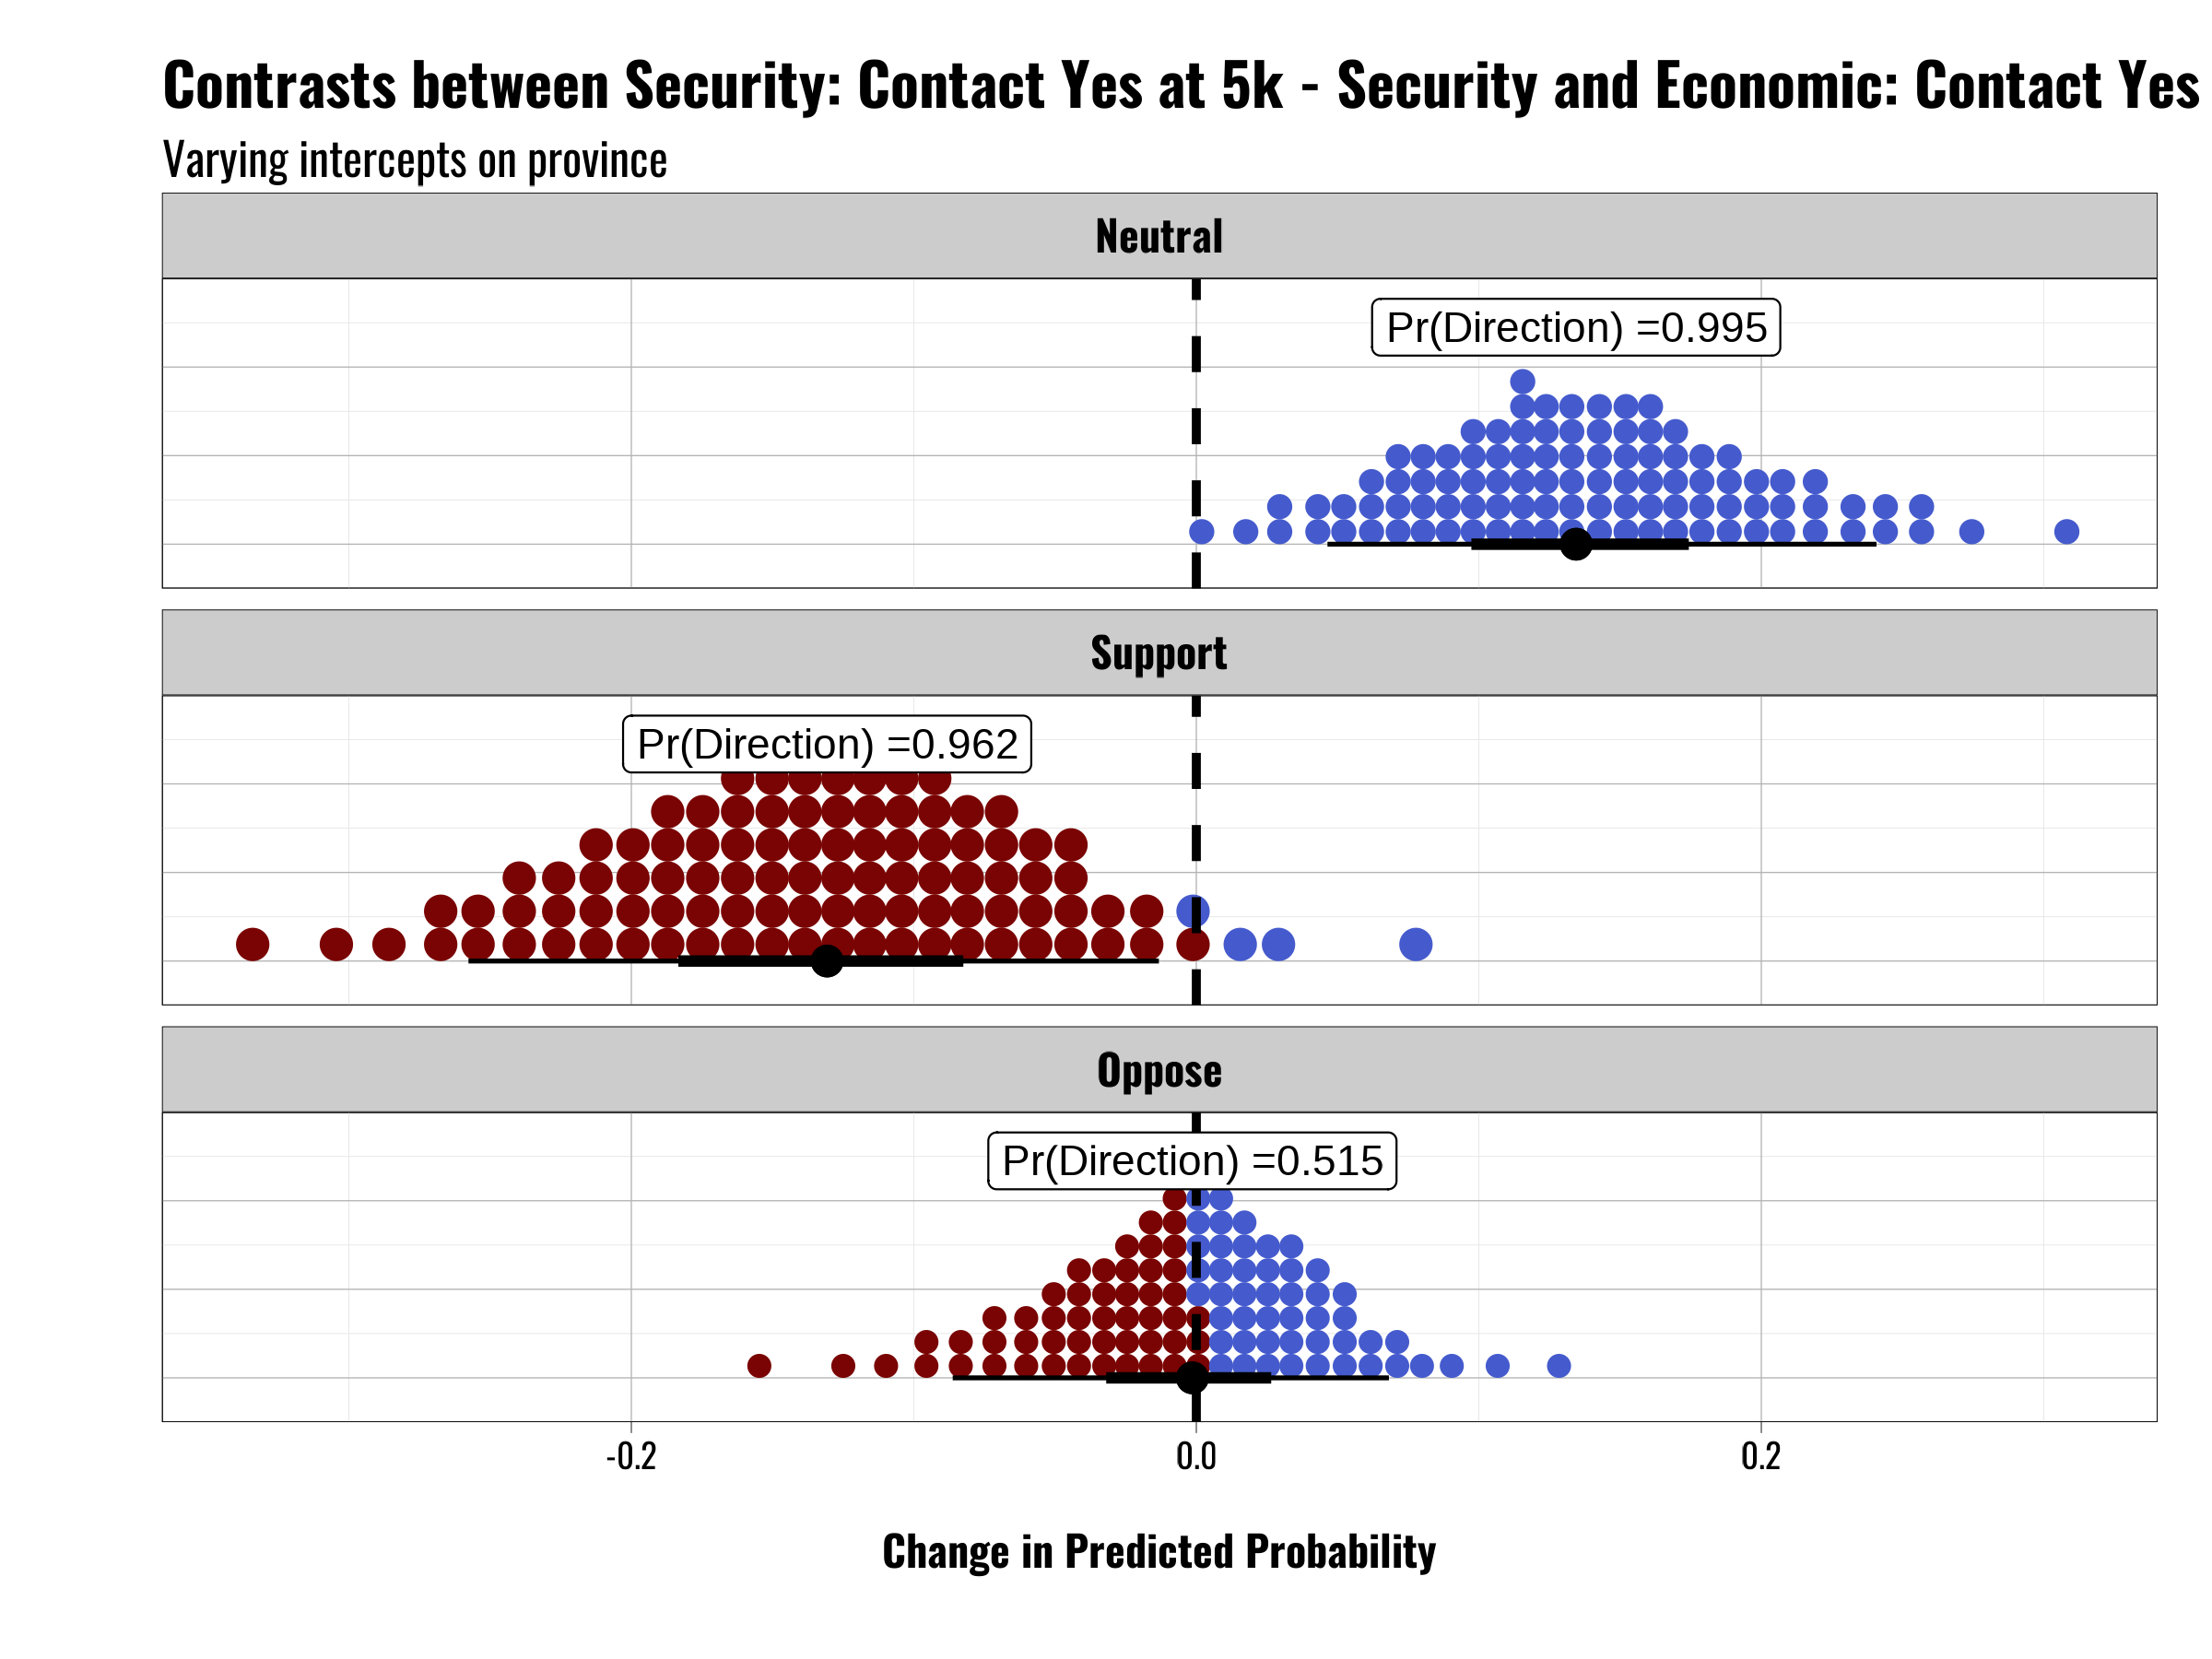 Contrasts between Security: Contact Yes at 5k - Security and Economic: Contact Yes
Varying intercepts on province
Neutral
Pr(Direction) =0.995
Support
Pr(Direction) =0.962
Oppose
Pr(Direction) =0.515
-0.2 0.0 0.2
Change in Predicted Probability